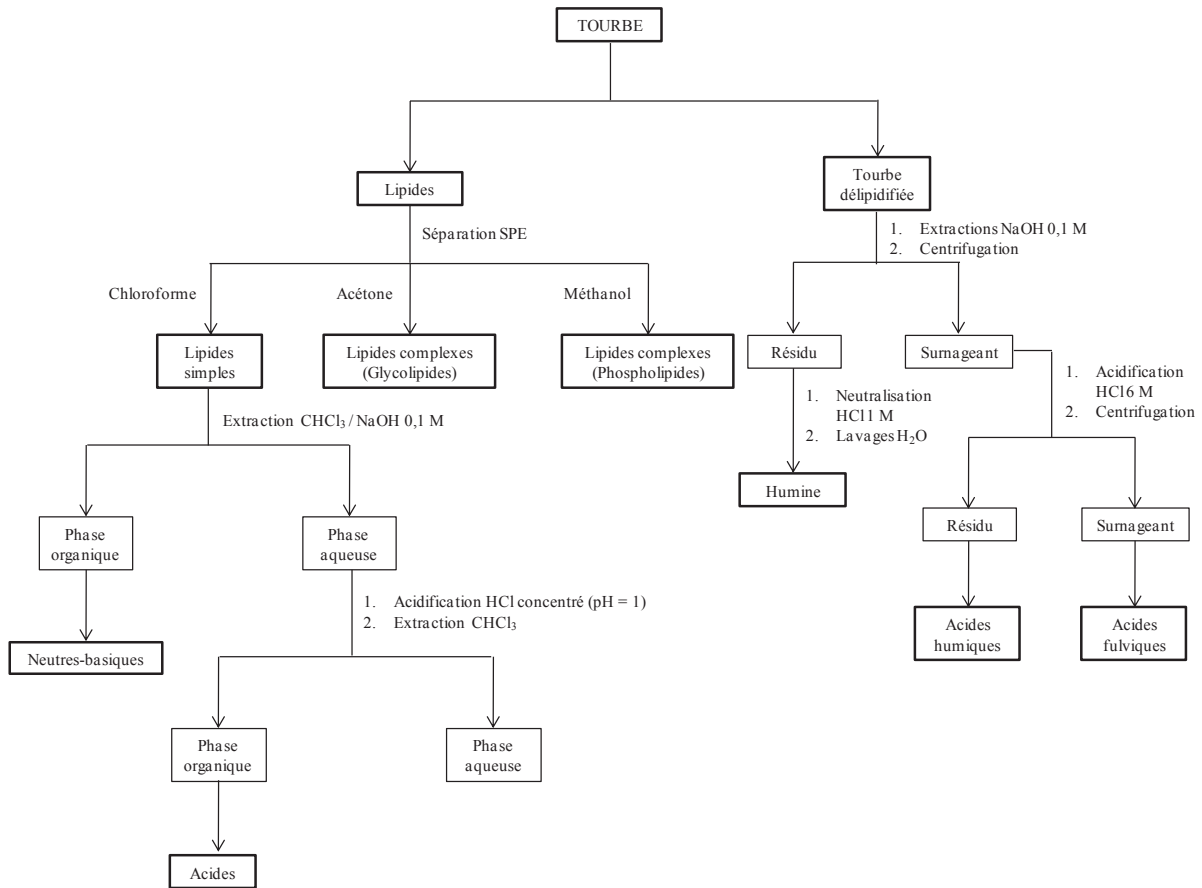 TOURBE
Lipides
Tourbe
délipidifiée
Séparation SPE
1. Extractions NaOH 0,1 M
2. Centrifugation
Chloroforme
Acétone
Méthanol
Lipides
simples
Lipides complexes
(Glycolipides)
Lipides complexes
(Phospholipides)
Résidu
Surnageant
1. Neutralisation
HCl 1 M
2. Lavages H₂O
1. Acidification
HCl 6 M
2. Centrifugation
Extraction CHCl₃ / NaOH 0,1 M
Humine
Phase
organique
Phase
aqueuse
Résidu
Surnageant
1. Acidification HCl concentré (pH = 1)
2. Extraction CHCl₃
Neutres-basiques
Acides
humiques
Acides
fulviques
Phase
organique
Phase
aqueuse
Acides